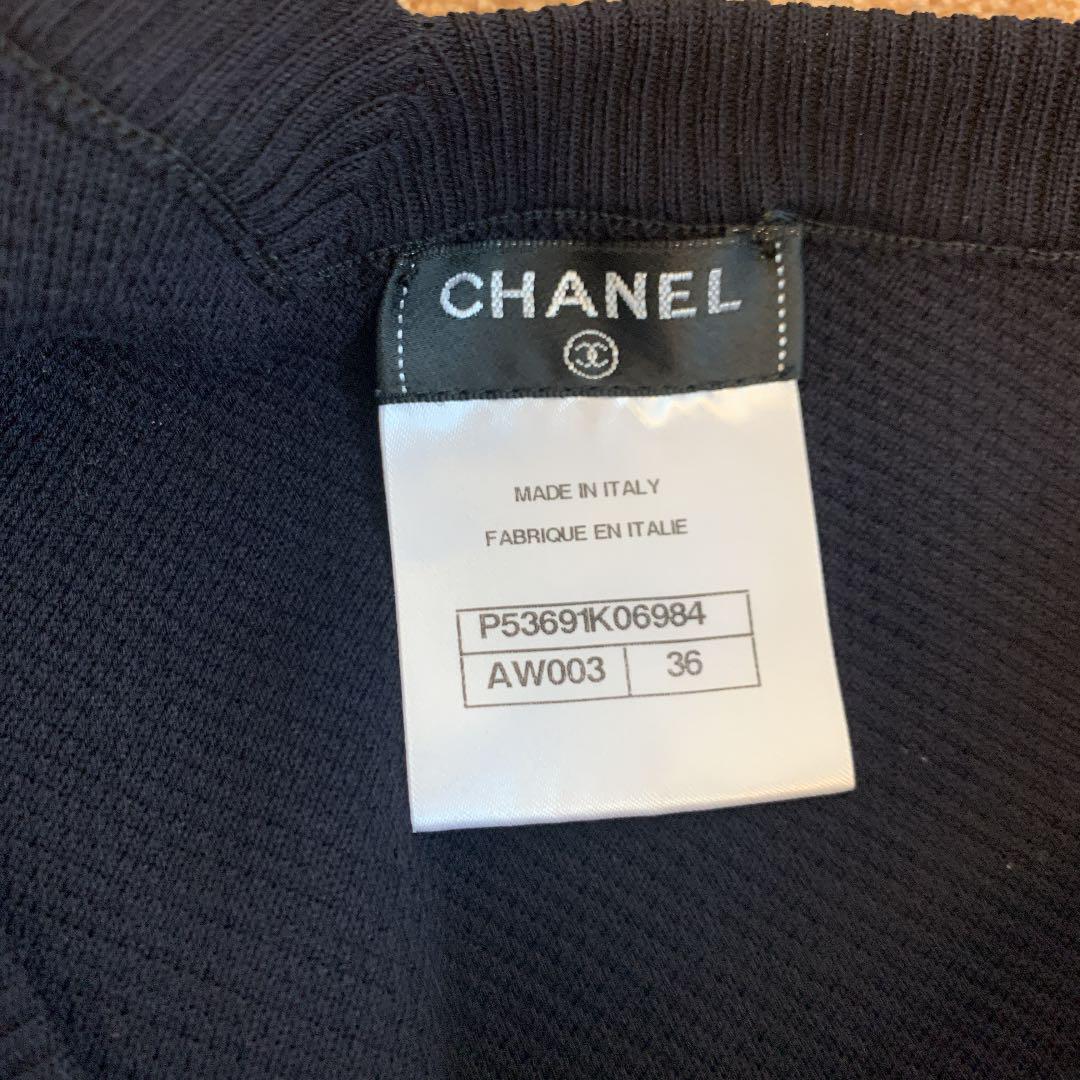 CHANEL
MADE IN ITALY
FABRIQUE EN ITALIE
P53691K06984
AW003 36